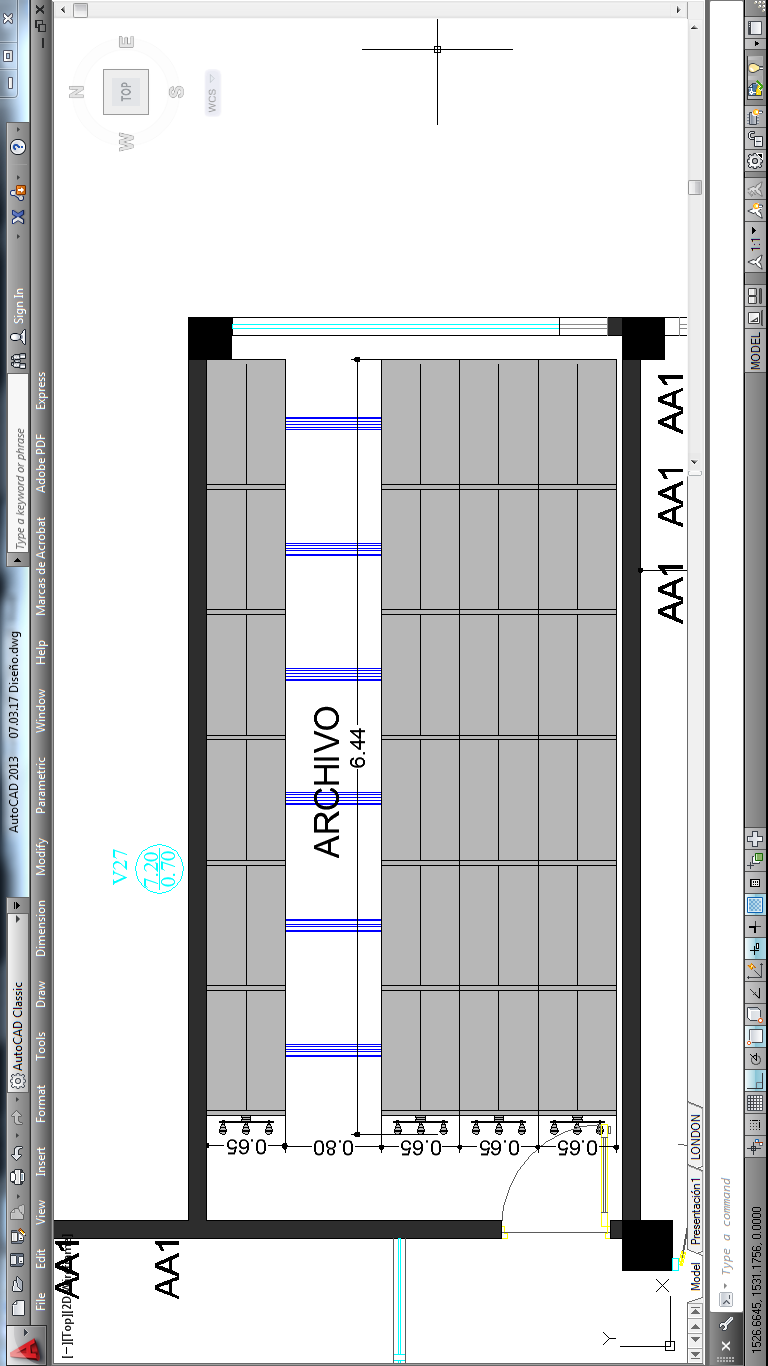 AutoCAD Classic
AutoCAD 2013 07.03.17 Diseño.dwg
Type a keyword or phrase
Sign In
File Edit View Insert Format Tools Draw Dimension Modify Parametric Window Help Marcas de Acrobat Adobe PDF Express
[−][Top][2D
AA1
AA1
V27
7.20
0.70
N
W
TOP
E
S
WCS
ARCHIVO
6.44
0.65
0.80
0.65
0.65
0.65
AA1
AA1
AA1
Y
X
Model Presentación1 LONDON
Type a command
1526.6645, 1531.1756, 0.0000
MODEL
1:1